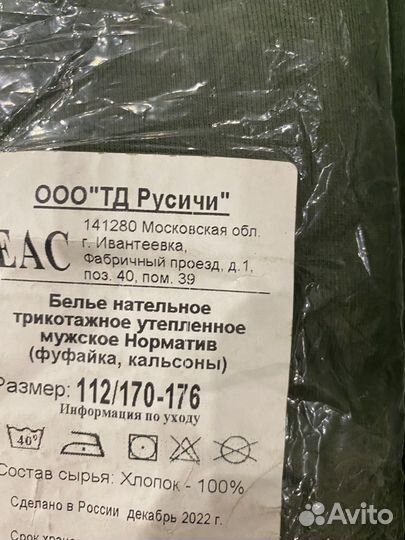 ООО"ТД Русичи"
EAC
141280 Московская обл.
г. Ивантеевка,
Фабричный проезд, д.1,
поз. 40, пом. 39
Белье нательное
трикотажное утепленное
мужское Норматив
(фуфайка, кальсоны)
Размер: 112/170-176
Информация по уходу
40°
Состав сырья: Хлопок - 100%
Сделано в России декабрь 2022 г.
Avito